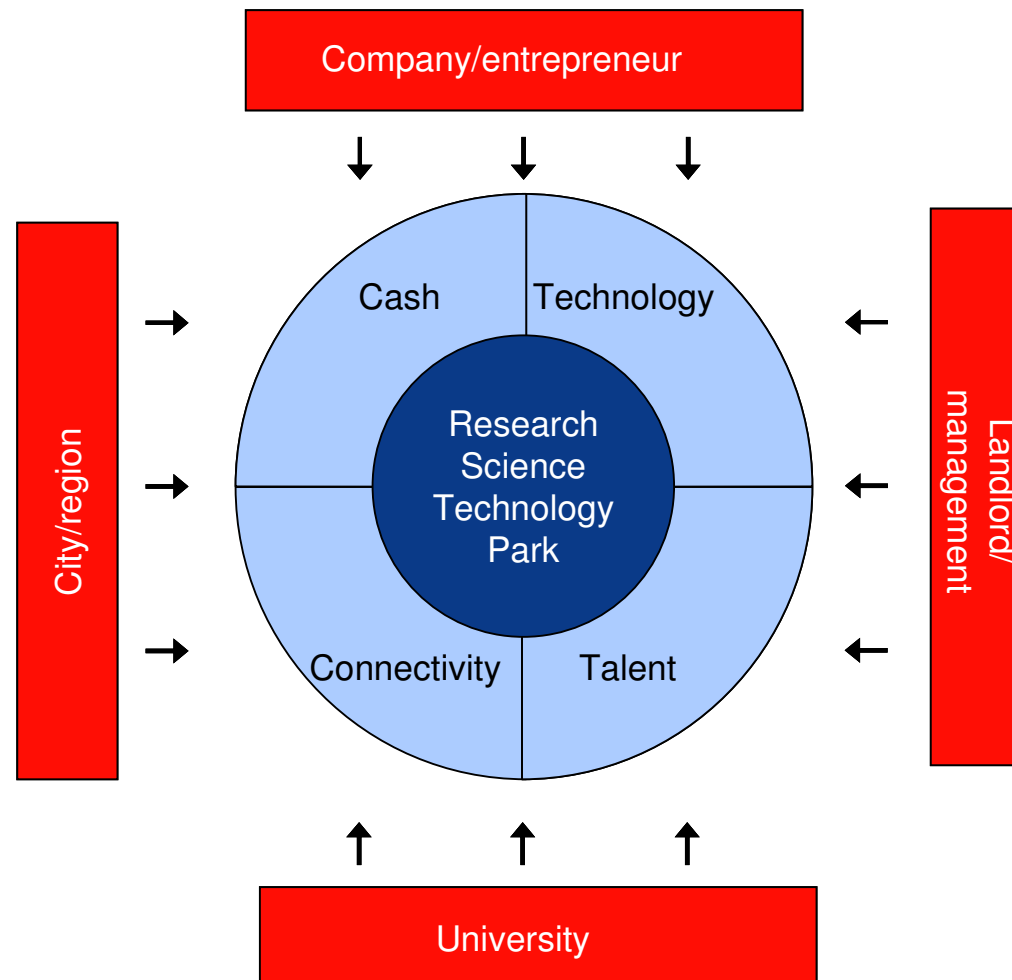 Company/entrepreneur
Cash
Technology
City/region
Research
Science
Technology
Park
Landlord/
management
Connectivity
Talent
University